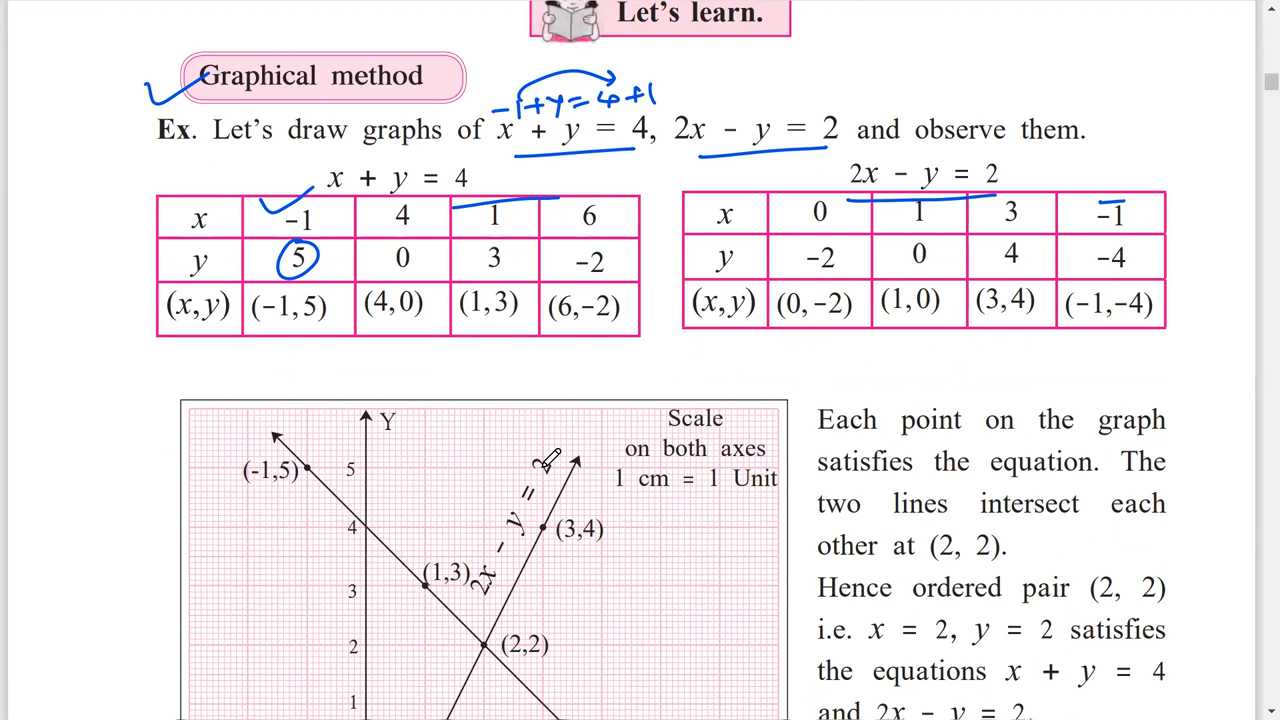 Let's learn.
Graphical method
-1+y=4+1
Ex. Let's draw graphs of x + y = 4, 2x - y = 2 and observe them.
x + y = 4
x -1 4 1 6
y 5 0 3 -2
(x,y) (-1,5) (4,0) (1,3) (6,-2)
2x - y = 2
x 0 1 3 -1
y -2 0 4 -4
(x,y) (0,-2) (1,0) (3,4) (-1,-4)
Y
Scale
on both axes
1 cm = 1 Unit
(-1,5)
5
2x - y = 2
4
(3,4)
(1,3)
3
(2,2)
2
1
Each point on the graph
satisfies the equation. The
two lines intersect each
other at (2, 2).
Hence ordered pair (2, 2)
i.e. x = 2, y = 2 satisfies
the equations x + y = 4
and 2x - y = 2.